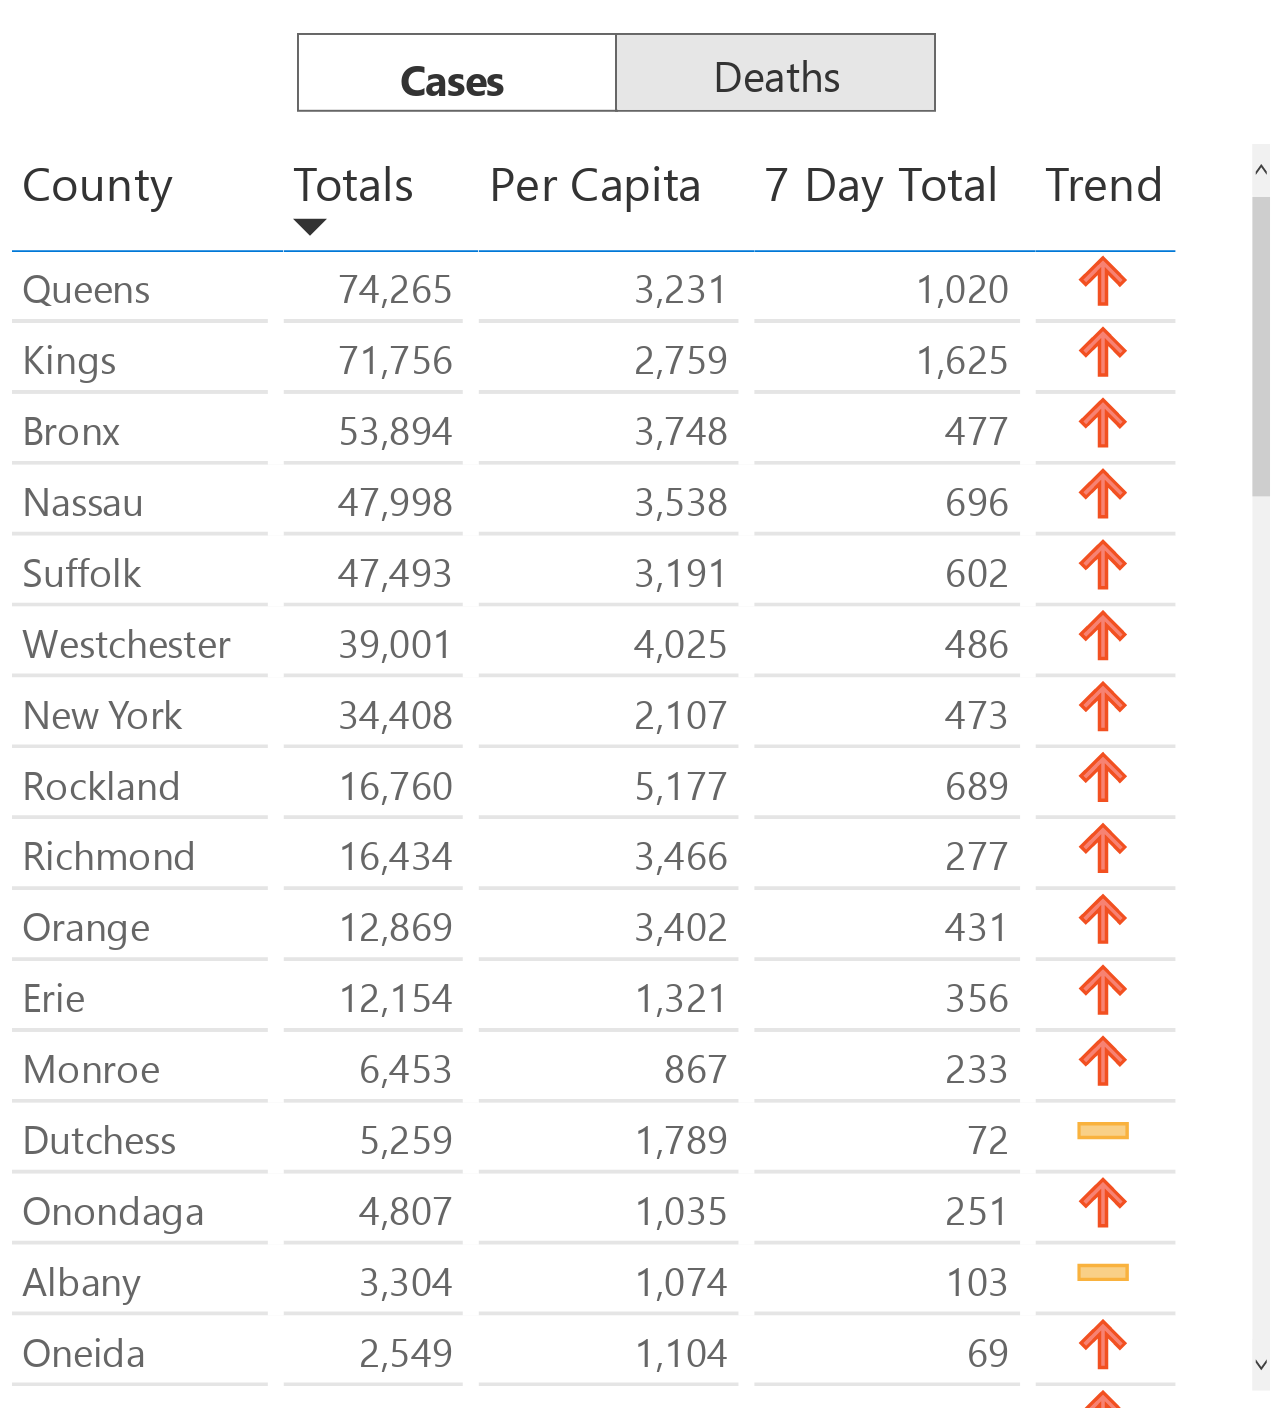 Cases Deaths
County Totals Per Capita 7 Day Total Trend
Queens 74,265 3,231 1,020
Kings 71,756 2,759 1,625
Bronx 53,894 3,748 477
Nassau 47,998 3,538 696
Suffolk 47,493 3,191 602
Westchester 39,001 4,025 486
New York 34,408 2,107 473
Rockland 16,760 5,177 689
Richmond 16,434 3,466 277
Orange 12,869 3,402 431
Erie 12,154 1,321 356
Monroe 6,453 867 233
Dutchess 5,259 1,789 72
Onondaga 4,807 1,035 251
Albany 3,304 1,074 103
Oneida 2,549 1,104 69